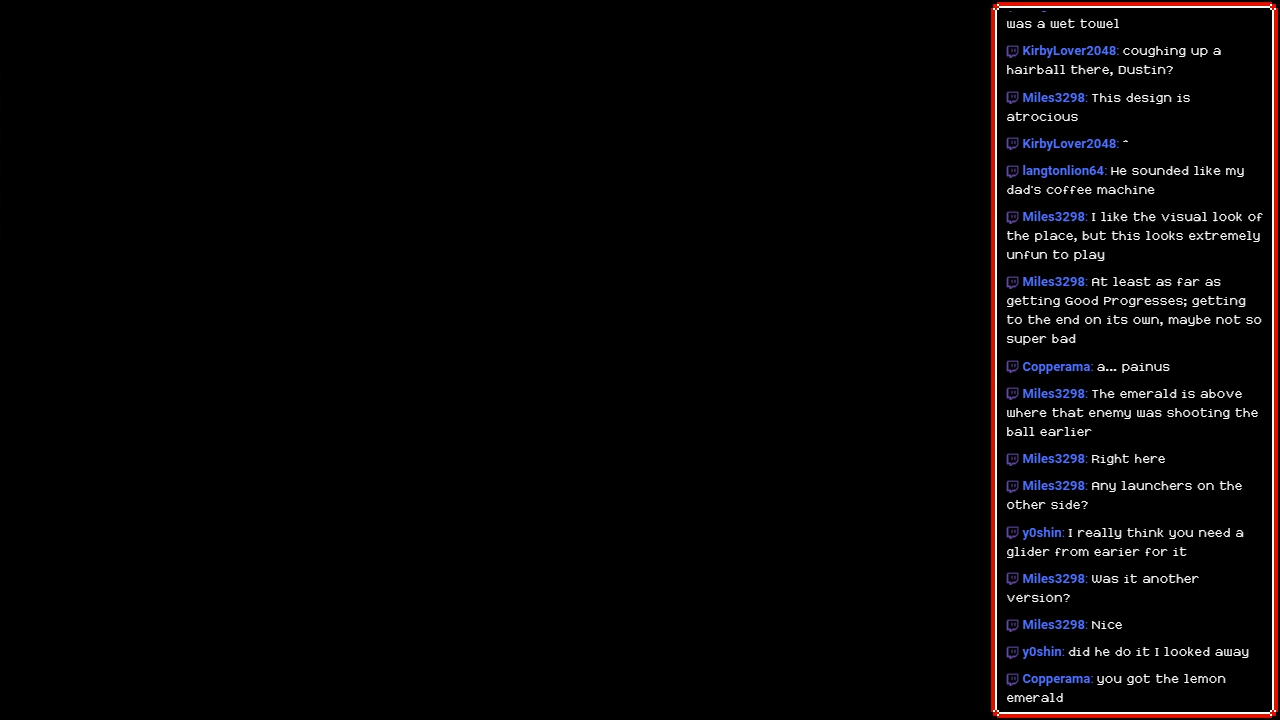 was a wet towel
KirbyLover2048: coughing up a
hairball there, Dustin?
Miles3298: This design is
atrocious
KirbyLover2048: ^
langtonlion64: He sounded like my
dad's coffee machine
Miles3298: I like the visual look of
the place, but this looks extremely
unfun to play
Miles3298: At least as far as
getting Good Progresses; getting
to the end on its own, maybe not so
super bad
Copperama: a... painus
Miles3298: The emerald is above
where that enemy was shooting the
ball earlier
Miles3298: Right here
Miles3298: Any launchers on the
other side?
y0shin: I really think you need a
glider from earier for it
Miles3298: Was it another
version?
Miles3298: Nice
y0shin: did he do it I looked away
Copperama: you got the lemon
emerald